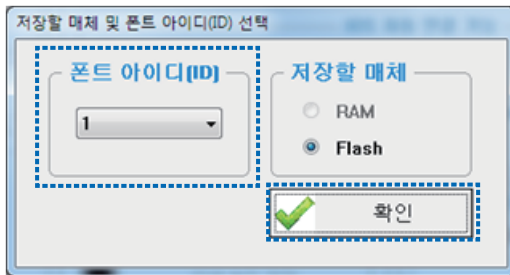 저장할 매체 및 폰트 아이디(ID) 선택
폰트 아이디(ID)
1
저장할 매체
RAM
Flash
확인